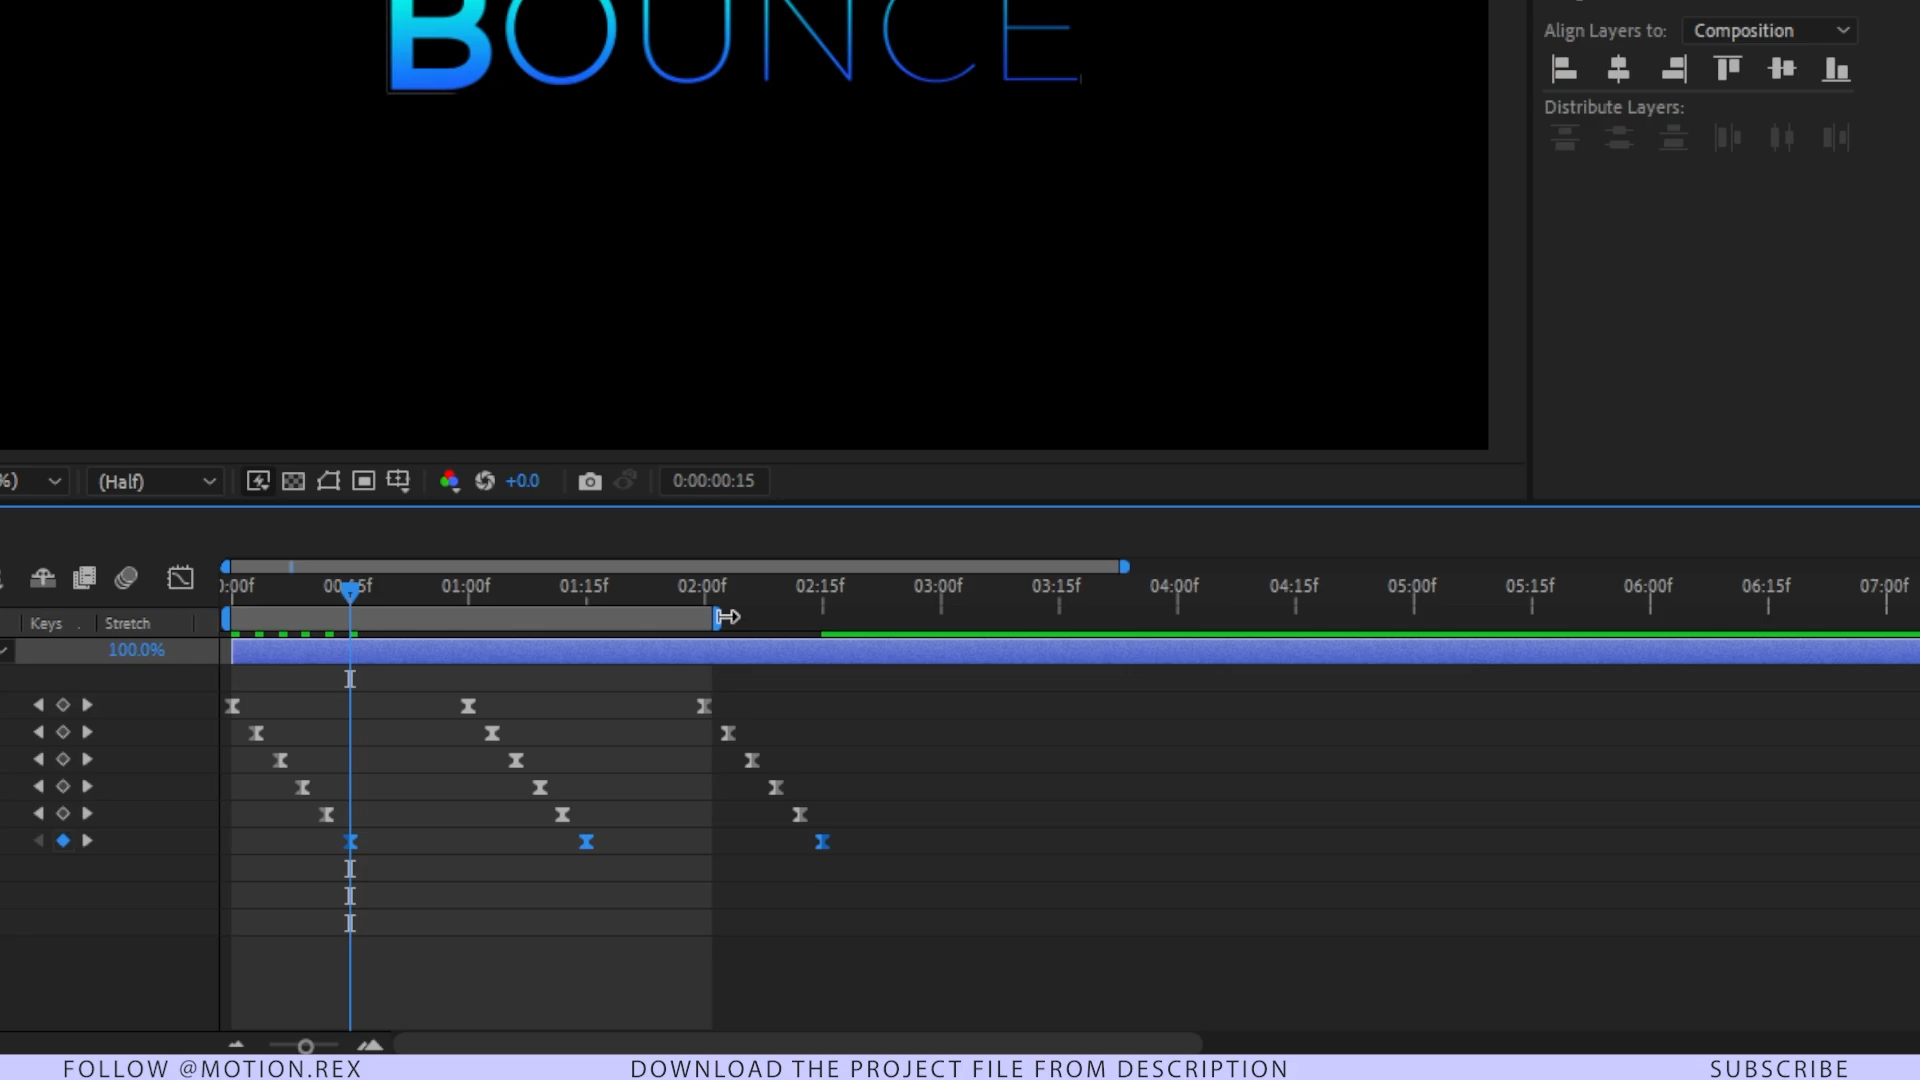 BOUNCE
Align Layers to: Composition
Distribute Layers:
%) (Half) +0.0 0:00:00:15
0:00f 00:15f 01:00f 01:15f 02:00f 02:15f 03:00f 03:15f 04:00f 04:15f 05:00f 05:15f 06:00f 06:15f 07:00f
Keys Stretch
100.0%
FOLLOW @MOTION.REX DOWNLOAD THE PROJECT FILE FROM DESCRIPTION SUBSCRIBE